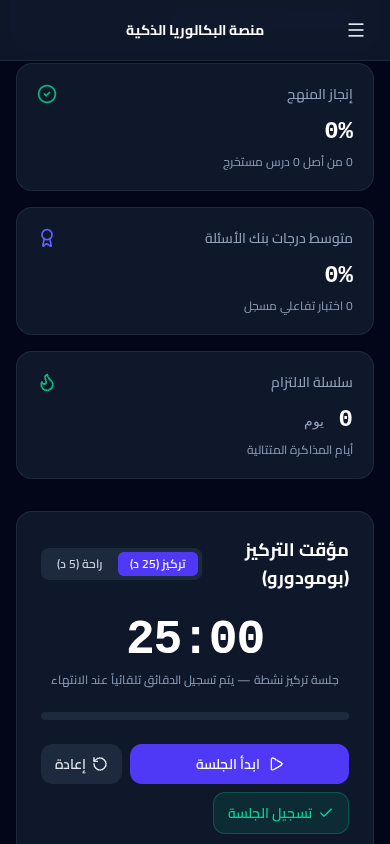 منصة البكالوريا الذكية
إنجاز المنهج
0%
0 من أصل 0 درس مستخرج
متوسط درجات بنك الأسئلة
0%
0 اختبار تفاعلي مسجل
سلسلة الالتزام
0 يوم
أيام المذاكرة المتتالية
مؤقت التركيز
(بومودورو)
تركيز (25 د)
راحة (5 د)
25:00
جلسة تركيز نشطة — يتم تسجيل الدقائق تلقائياً عند الانتهاء
ابدأ الجلسة
إعادة
تسجيل الجلسة